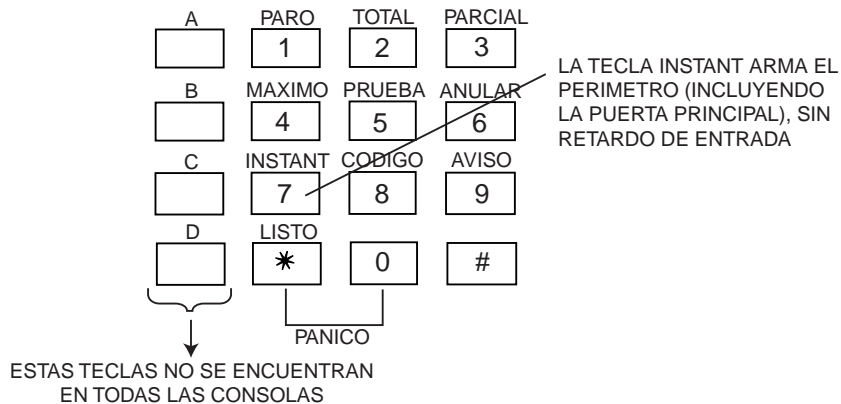 A PARO TOTAL PARCIAL
1 2 3
B MAXIMO PRUEBA ANULAR
4 5 6
C INSTANT CODIGO AVISO
7 8 9
D LISTO
* 0 #
PANICO
LA TECLA INSTANT ARMA EL
PERIMETRO (INCLUYENDO
LA PUERTA PRINCIPAL), SIN
RETARDO DE ENTRADA
ESTAS TECLAS NO SE ENCUENTRAN
EN TODAS LAS CONSOLAS